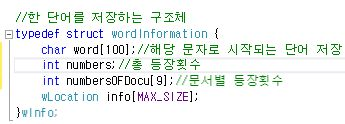 //한 단어를 저장하는 구조체
typedef struct wordInformation {
char word[100];//해당 문자로 시작되는 단어 저장
int numbers;//총 등장횟수
int numbersOFDocu[9];//문서별 등장횟수
wLocation info[MAX_SIZE];
}wInfo;